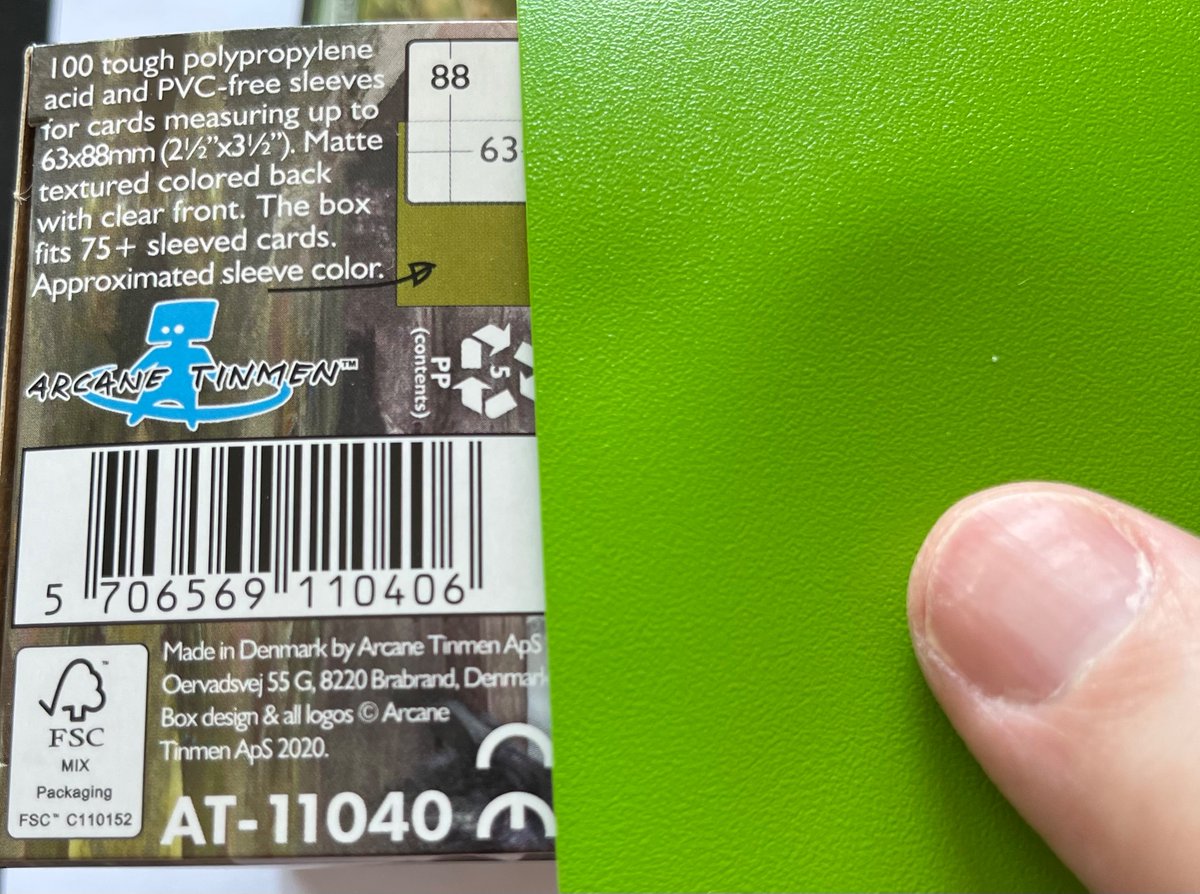 100 tough polypropylene
acid and PVC-free sleeves
for cards measuring up to
63x88mm (2½”x3½”). Matte
textured colored back
with clear front. The box
fits 75+ sleeved cards.
Approximated sleeve color.
88
63
ARCANE TINMEN™
5
PP
(contents)
5 706569 110406
Made in Denmark by Arcane Tinmen ApS
Oervadsvej 55 G, 8220 Brabrand, Denmark
Box design & all logos © Arcane
Tinmen ApS 2020.
FSC
MIX
Packaging
FSC™ C110152
AT-11040
CE